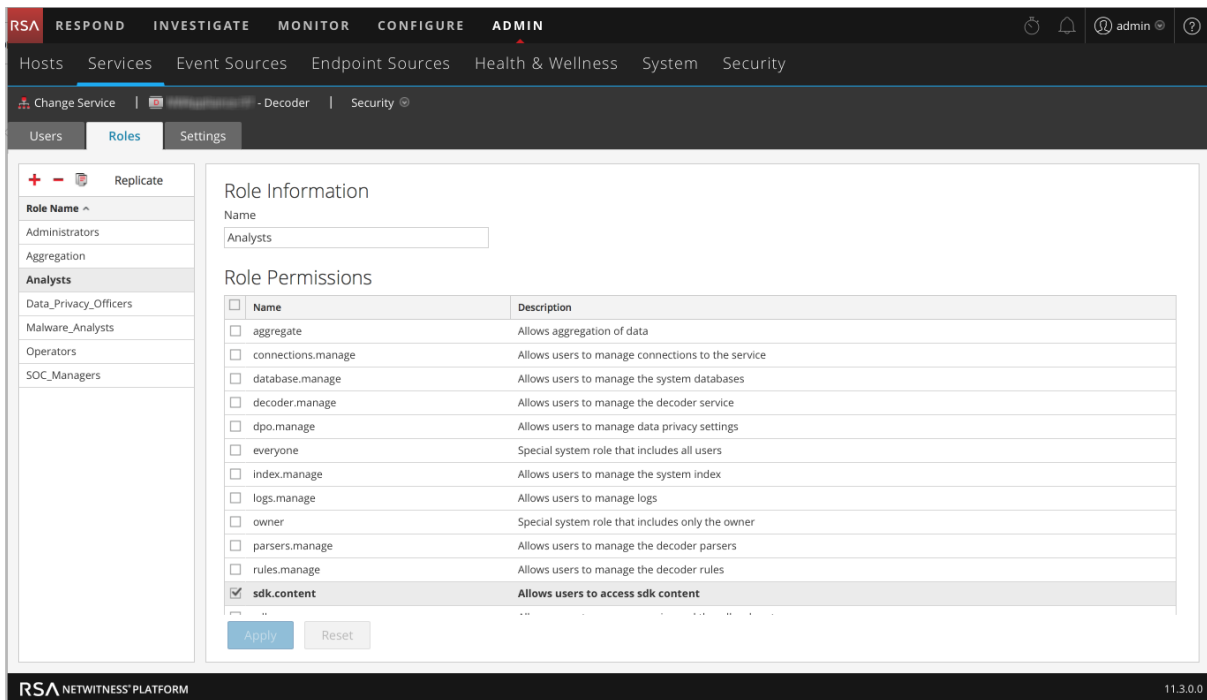 RSA RESPOND INVESTIGATE MONITOR CONFIGURE ADMIN admin ?
Hosts Services Event Sources Endpoint Sources Health & Wellness System Security
Change Service | D - Decoder | Security
Users Roles Settings
Replicate
Role Name
Administrators
Aggregation
Analysts
Data_Privacy_Officers
Malware_Analysts
Operators
SOC_Managers
Role Information
Name
Analysts
Role Permissions
Name Description
aggregate Allows aggregation of data
connections.manage Allows users to manage connections to the service
database.manage Allows users to manage the system databases
decoder.manage Allows users to manage the decoder service
dpo.manage Allows users to manage data privacy settings
everyone Special system role that includes all users
index.manage Allows users to manage the system index
logs.manage Allows users to manage logs
owner Special system role that includes only the owner
parsers.manage Allows users to manage the decoder parsers
rules.manage Allows users to manage the decoder rules
sdk.content Allows users to access sdk content
Apply Reset
RSA NETWITNESS® PLATFORM 11.3.0.0